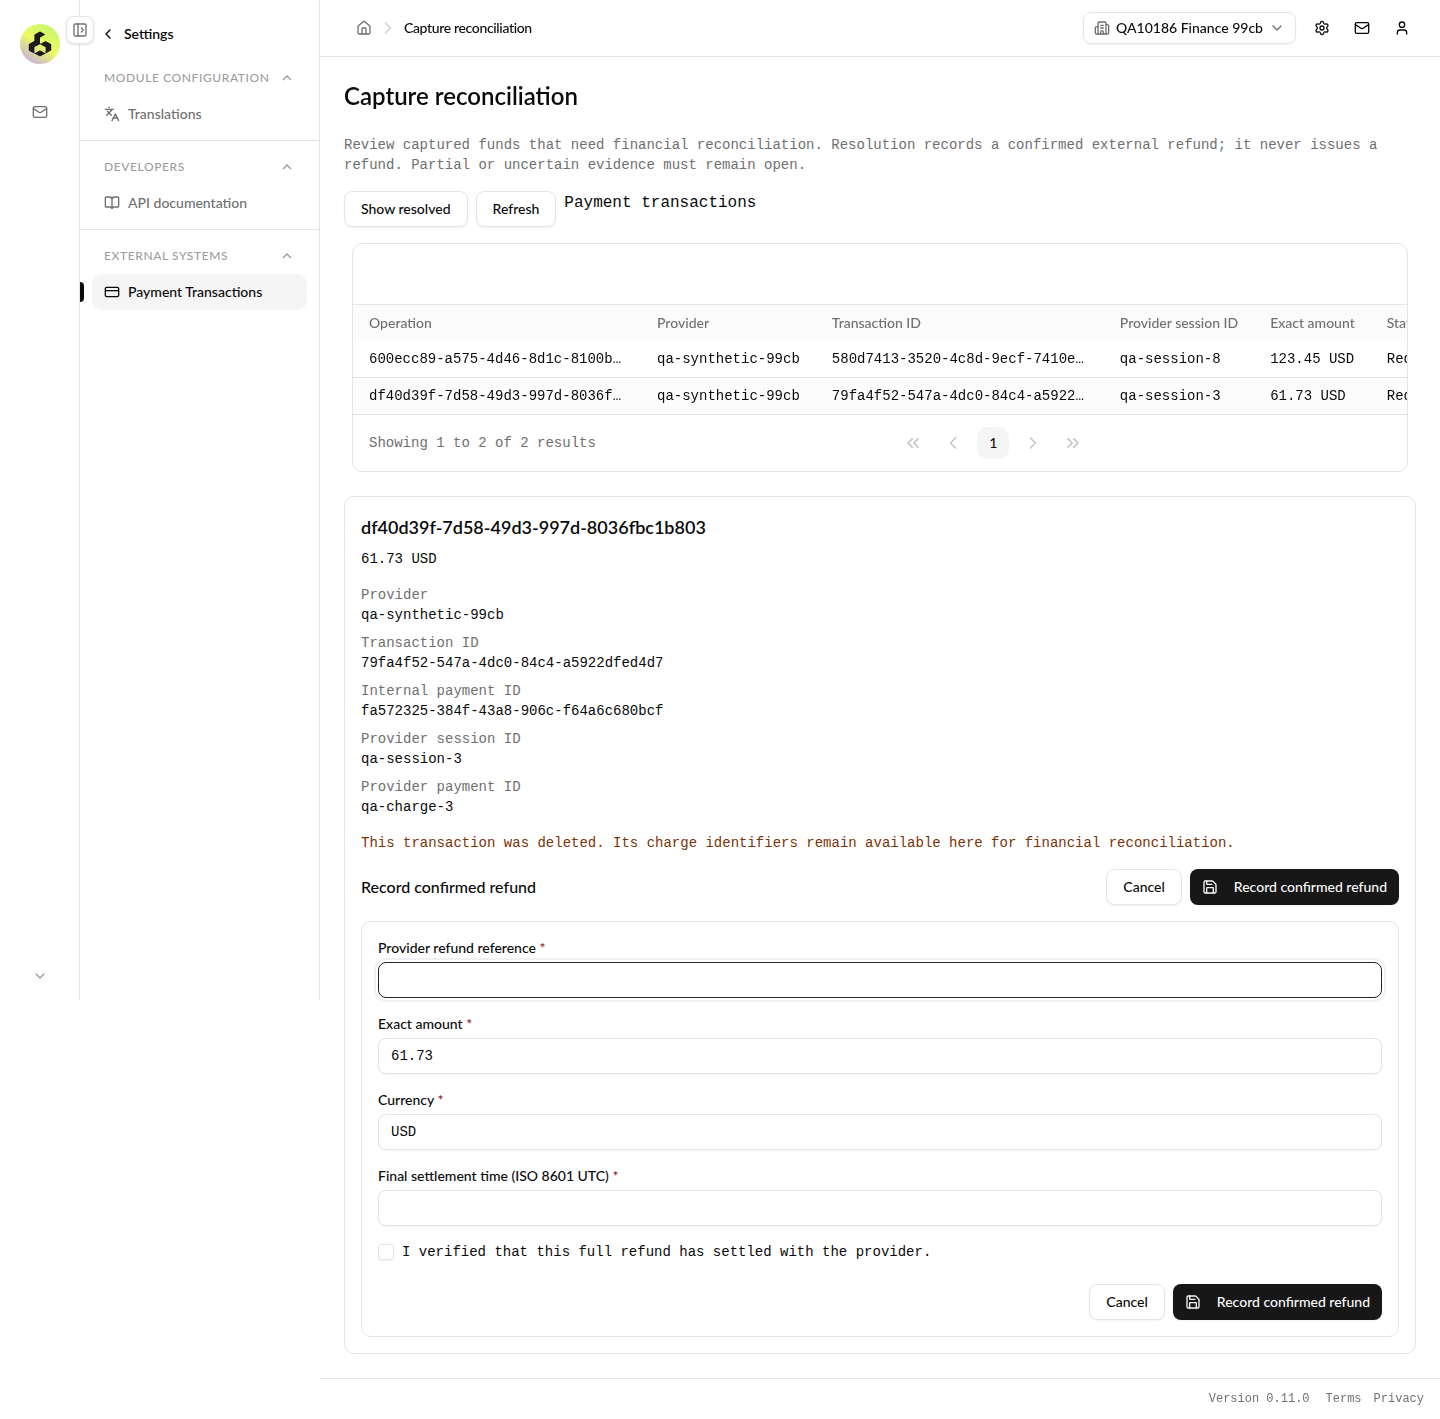 Settings
MODULE CONFIGURATION
Translations
DEVELOPERS
API documentation
EXTERNAL SYSTEMS
Payment Transactions
Capture reconciliation
QA10186 Finance 99cb
Capture reconciliation
Review captured funds that need financial reconciliation. Resolution records a confirmed external refund; it never issues a
refund. Partial or uncertain evidence must remain open.
Show resolved Refresh Payment transactions
Operation Provider Transaction ID Provider session ID Exact amount Sta
600ecc89-a575-4d46-8d1c-8100b… qa-synthetic-99cb 580d7413-3520-4c8d-9ecf-7410e… qa-session-8 123.45 USD Rec
df40d39f-7d58-49d3-997d-8036f… qa-synthetic-99cb 79fa4f52-547a-4dc0-84c4-a5922… qa-session-3 61.73 USD Rec
Showing 1 to 2 of 2 results 1
df40d39f-7d58-49d3-997d-8036fbc1b803
61.73 USD
Provider
qa-synthetic-99cb
Transaction ID
79fa4f52-547a-4dc0-84c4-a5922dfed4d7
Internal payment ID
fa572325-384f-43a8-906c-f64a6c680bcf
Provider session ID
qa-session-3
Provider payment ID
qa-charge-3
This transaction was deleted. Its charge identifiers remain available here for financial reconciliation.
Record confirmed refund Cancel Record confirmed refund
Provider refund reference *
Exact amount *
61.73
Currency *
USD
Final settlement time (ISO 8601 UTC) *
I verified that this full refund has settled with the provider.
Cancel Record confirmed refund
Version 0.11.0 Terms Privacy